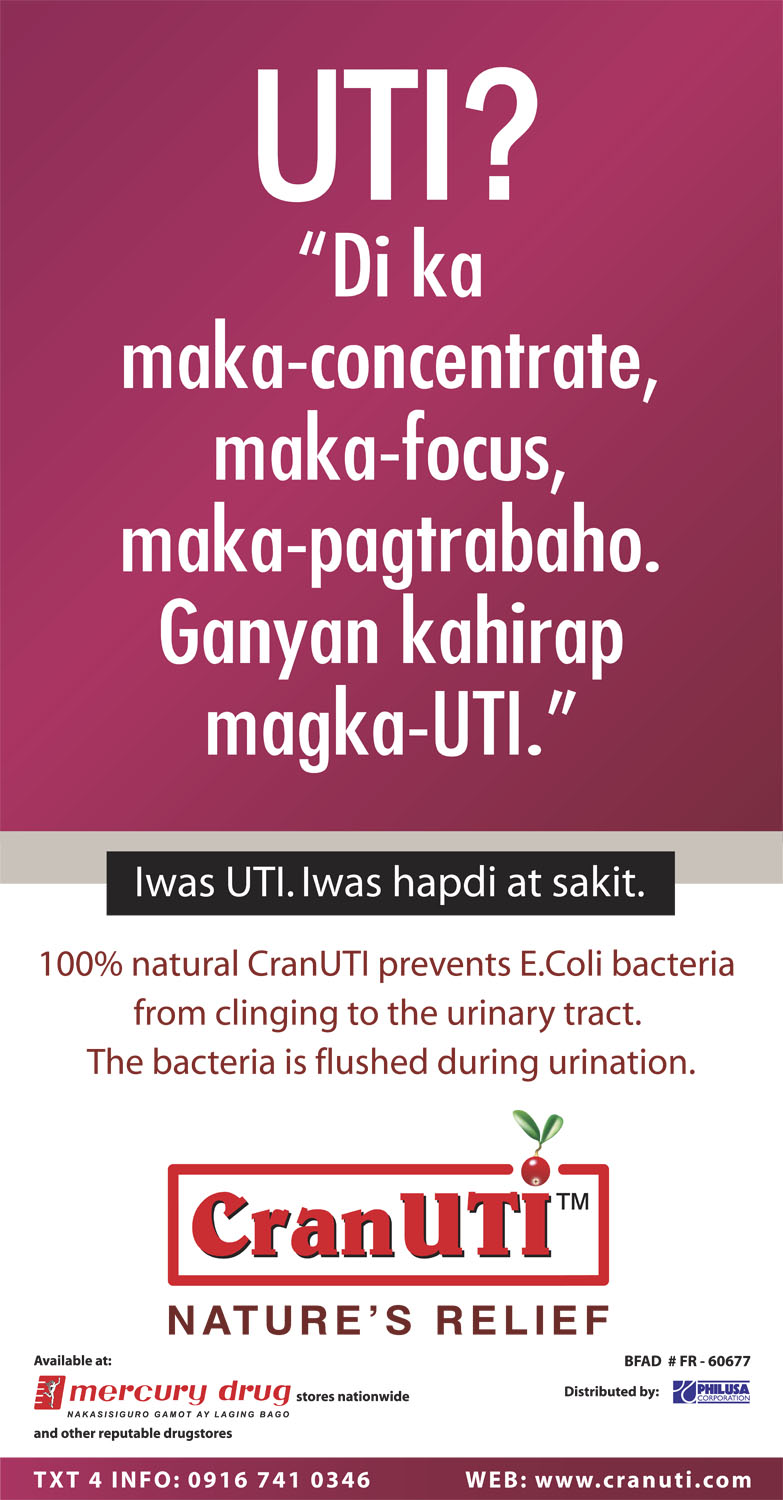 UTI?
“Di ka
maka-concentrate,
maka-focus,
maka-pagtrabaho.
Ganyan kahirap
magka-UTI.”
Iwas UTI. Iwas hapdi at sakit.
100% natural CranUTI prevents E.Coli bacteria
from clinging to the urinary tract.
The bacteria is flushed during urination.
CranUTI™
NATURE’S RELIEF
Available at:
mercury drug stores nationwide
NAKASISIGURO GAMOT AY LAGING BAGO
and other reputable drugstores
BFAD # FR - 60677
Distributed by: PHILUSA
CORPORATION
TXT 4 INFO: 0916 741 0346 WEB: www.cranuti.com